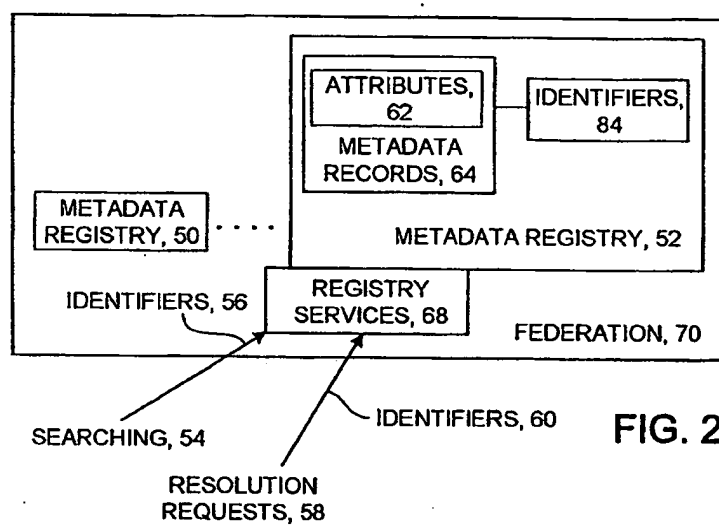 ATTRIBUTES,
62
METADATA
RECORDS, 64
IDENTIFIERS,
84
METADATA
REGISTRY, 50
METADATA REGISTRY, 52
IDENTIFIERS, 56
REGISTRY
SERVICES, 68
FEDERATION, 70
SEARCHING, 54
IDENTIFIERS, 60
FIG. 2
RESOLUTION
REQUESTS, 58